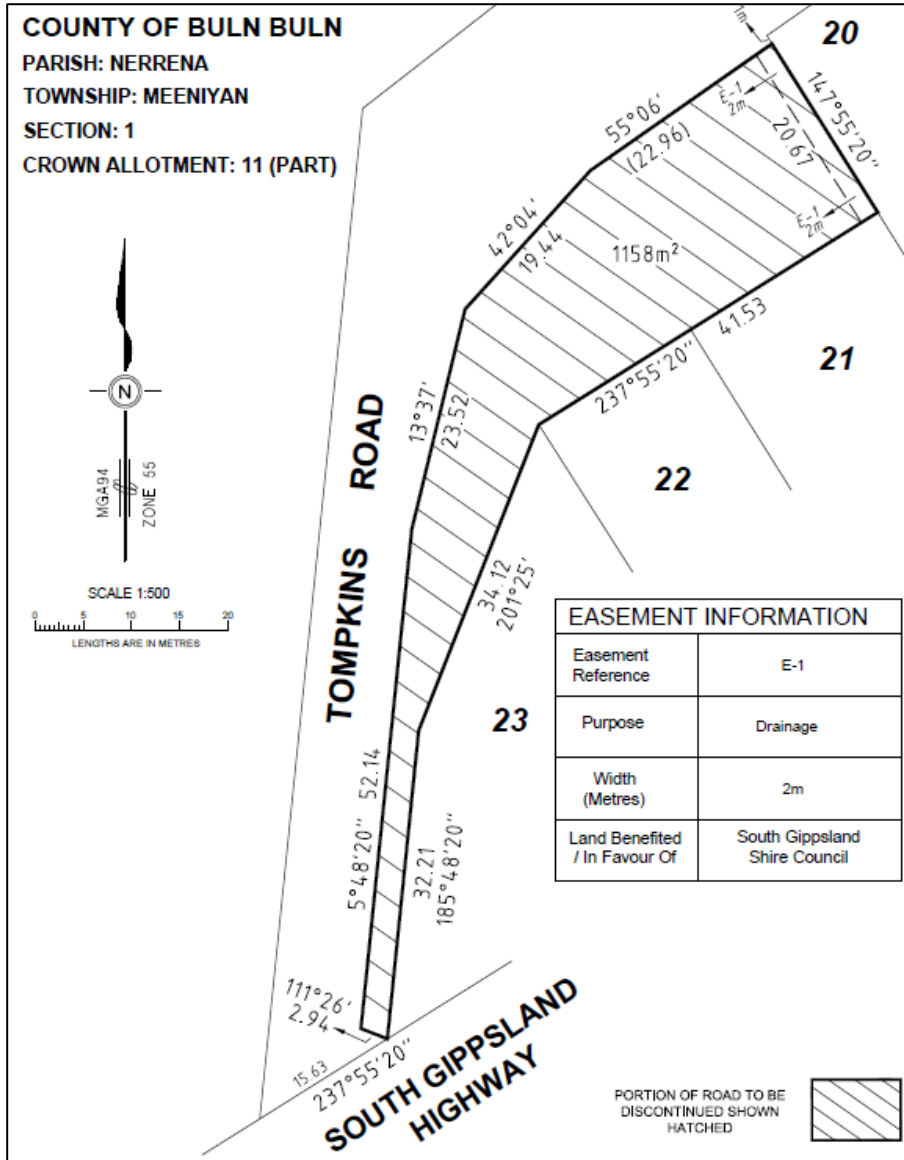 COUNTY OF BULN BULN
PARISH: NERRENA
TOWNSHIP: MEENIYAN
SECTION: 1
CROWN ALLOTMENT: 11 (PART)
1m
20
E-1
2m
147°55'20"
20.67
55°06'
(22.96)
42°04'
19.44
E-1
2m
1158m²
41.53
237°55'20"
21
N
MGA94
ZONE 55
13°37'
23.52
22
TOMPKINS ROAD
SCALE 1:500
0 5 10 15 20
LENGTHS ARE IN METRES
34.12
201°25'
23
EASEMENT INFORMATION
Easement Reference
E-1
Purpose
Drainage
Width
(Metres)
2m
Land Benefited
/ In Favour Of
South Gippsland
Shire Council
5°48'20" 52.14
32.21
185°48'20"
111°26'
2.94
15.63
237°55'20"
SOUTH GIPPSLAND
HIGHWAY
PORTION OF ROAD TO BE
DISCONTINUED SHOWN
HATCHED